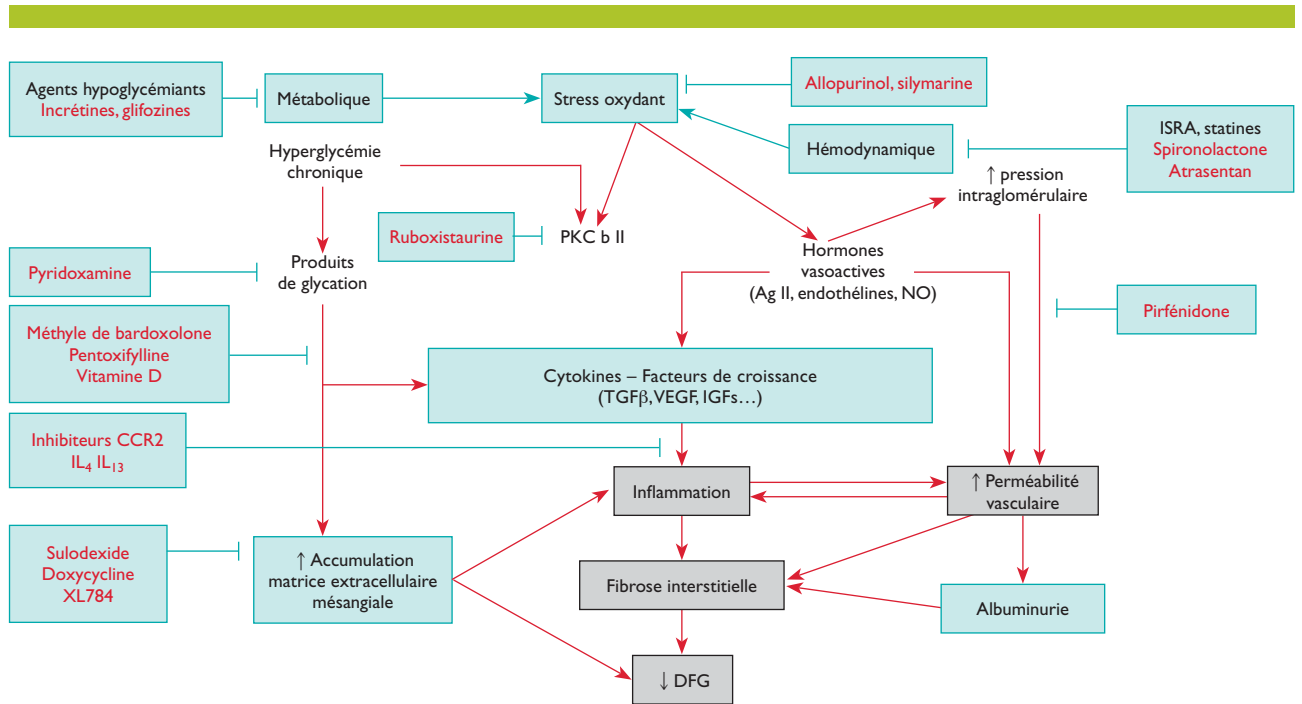 Agents hypoglycémiants
Incrétines, glifozines
Métabolique
Stress oxydant
Allopurinol, silymarine
Hémodynamique
ISRA, statines
Spironolactone
Atrasentan
Hyperglycémie
chronique
↑ pression
intraglomérulaire
Ruboxistaurine
PKC b II
Hormones
vasoactives
(Ag II, endothélines, NO)
Pyridoxamine
Produits
de glycation
Pirfénidone
Méthyle de bardoxolone
Pentoxifylline
Vitamine D
Cytokines – Facteurs de croissance
(TGFβ, VEGF, IGFs…)
Inhibiteurs CCR2
IL₄ IL₁₃
Inflammation
↑ Perméabilité
vasculaire
Sulodexide
Doxycycline
XL784
↑ Accumulation
matrice extracellulaire
mésangiale
Fibrose interstitielle
Albuminurie
↓ DFG